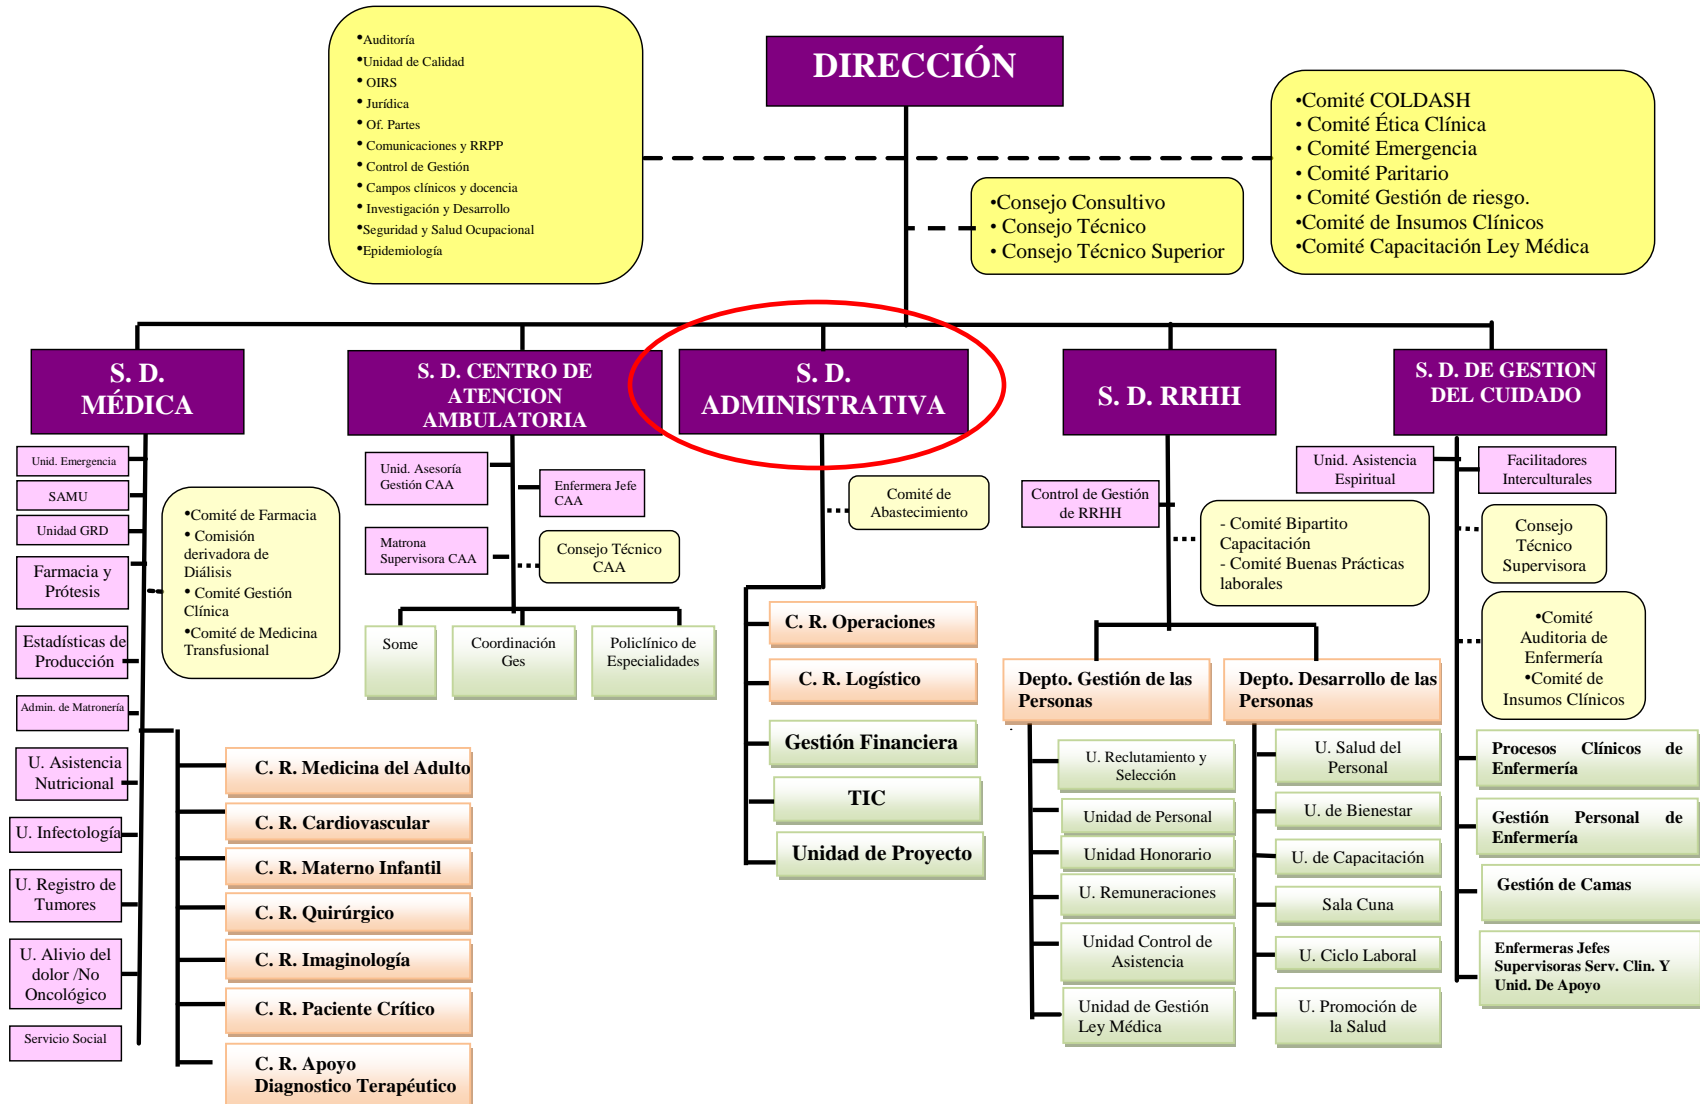 •Auditoría
•Unidad de Calidad
• OIRS
• Jurídica
• Of. Partes
• Comunicaciones y RRPP
• Control de Gestión
• Campos clínicos y docencia
• Investigación y Desarrollo
•Seguridad y Salud Ocupacional
•Epidemiología
DIRECCIÓN
•Comité COLDASH
• Comité Ética Clínica
• Comité Emergencia
• Comité Paritario
• Comité Gestión de riesgo.
•Comité de Insumos Clínicos
•Comité Capacitación Ley Médica
•Consejo Consultivo
• Consejo Técnico
• Consejo Técnico Superior
S. D.
MÉDICA
S. D. CENTRO DE
ATENCION
AMBULATORIA
S. D.
ADMINISTRATIVA
S. D. RRHH
S. D. DE GESTION
DEL CUIDADO
Unid. Emergencia
SAMU
Unidad GRD
Farmacia y
Prótesis
Estadísticas de
Producción
Admin. de Matronería
U. Asistencia
Nutricional
U. Infectología
U. Registro de
Tumores
U. Alivio del
dolor /No
Oncológico
Servicio Social
•Comité de Farmacia
• Comisión
derivadora de
Diálisis
• Comité Gestión
Clínica
•Comité de Medicina
Transfusional
C. R. Medicina del Adulto
C. R. Cardiovascular
C. R. Materno Infantil
C. R. Quirúrgico
C. R. Imaginología
C. R. Paciente Crítico
C. R. Apoyo
Diagnostico Terapéutico
Unid. Asesoría
Gestión CAA
Enfermera Jefe
CAA
Matrona
Supervisora CAA
Consejo Técnico
CAA
Some
Coordinación
Ges
Policlínico de
Especialidades
Comité de
Abastecimiento
C. R. Operaciones
C. R. Logístico
Gestión Financiera
TIC
Unidad de Proyecto
Control de Gestión
de RRHH
- Comité Bipartito
Capacitación
- Comité Buenas Prácticas
laborales
Depto. Gestión de las
Personas
Depto. Desarrollo de las
Personas
.
U. Reclutamiento y
Selección
Unidad de Personal
Unidad Honorario
U. Remuneraciones
Unidad Control de
Asistencia
Unidad de Gestión
Ley Médica
U. Salud del
Personal
U. de Bienestar
U. de Capacitación
Sala Cuna
U. Ciclo Laboral
U. Promoción de
la Salud
Unid. Asistencia
Espiritual
Facilitadores
Interculturales
Consejo
Técnico
Supervisora
•Comité
Auditoria de
Enfermería
•Comité de
Insumos Clínicos
Procesos Clínicos de
Enfermería
Gestión Personal de
Enfermería
Gestión de Camas
Enfermeras Jefes
Supervisoras Serv. Clin. Y
Unid. De Apoyo